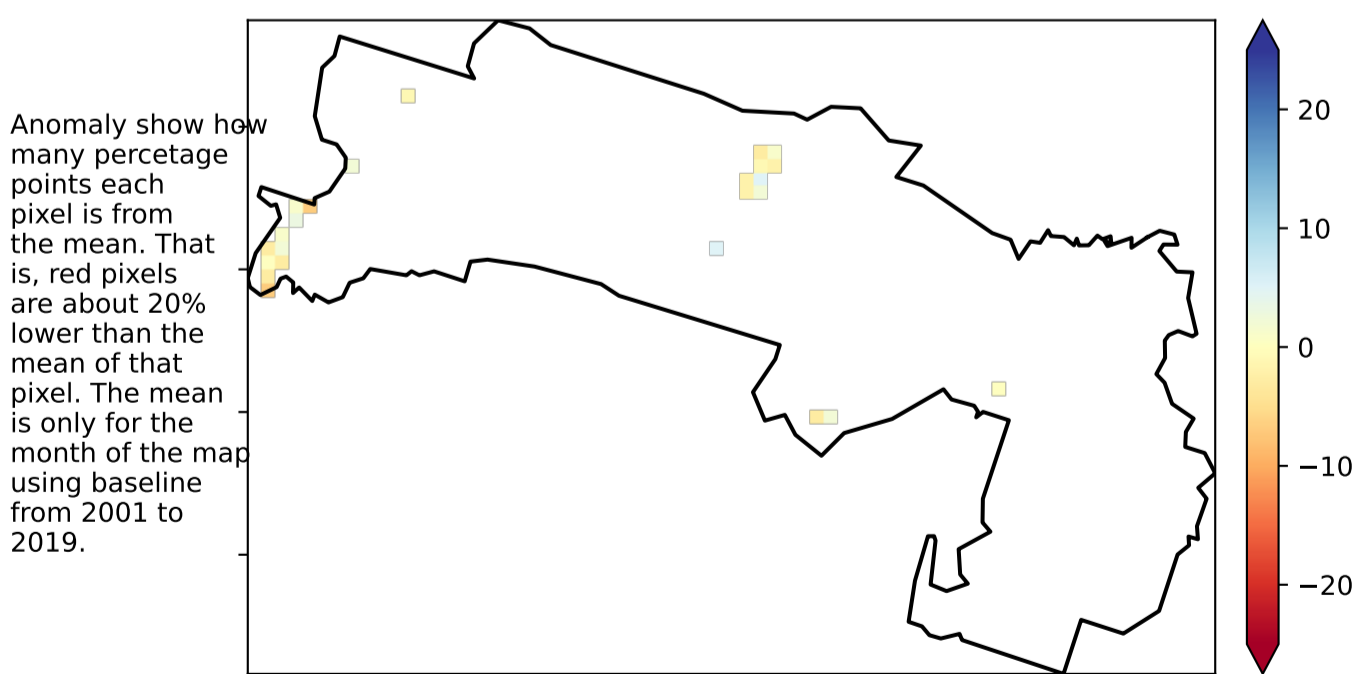 Anomaly show how
many percetage
points each
pixel is from
the mean. That
is, red pixels
are about 20%
lower than the
mean of that
pixel. The mean
is only for the
month of the map
using baseline
from 2001 to
2019.
20
10
0
−10
−20